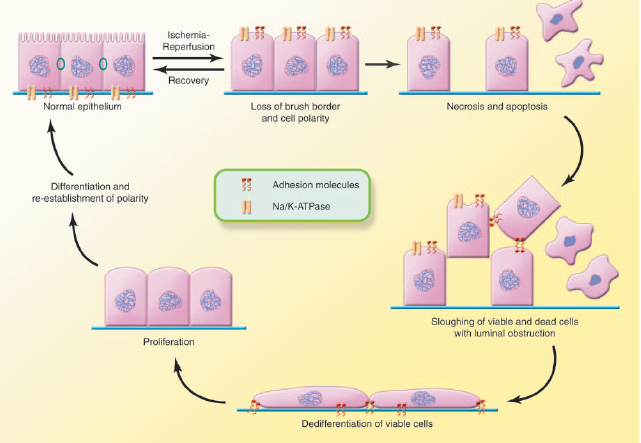 Ischemia-
Reperfusion
Recovery
Normal epithelium
Loss of brush border
and cell polarity
Necrosis and apoptosis
Differentiation and
re-establishment of polarity
Adhesion molecules
Na/K-ATPase
Sloughing of viable and dead cells
with luminal obstruction
Proliferation
Dedifferentiation of viable cells